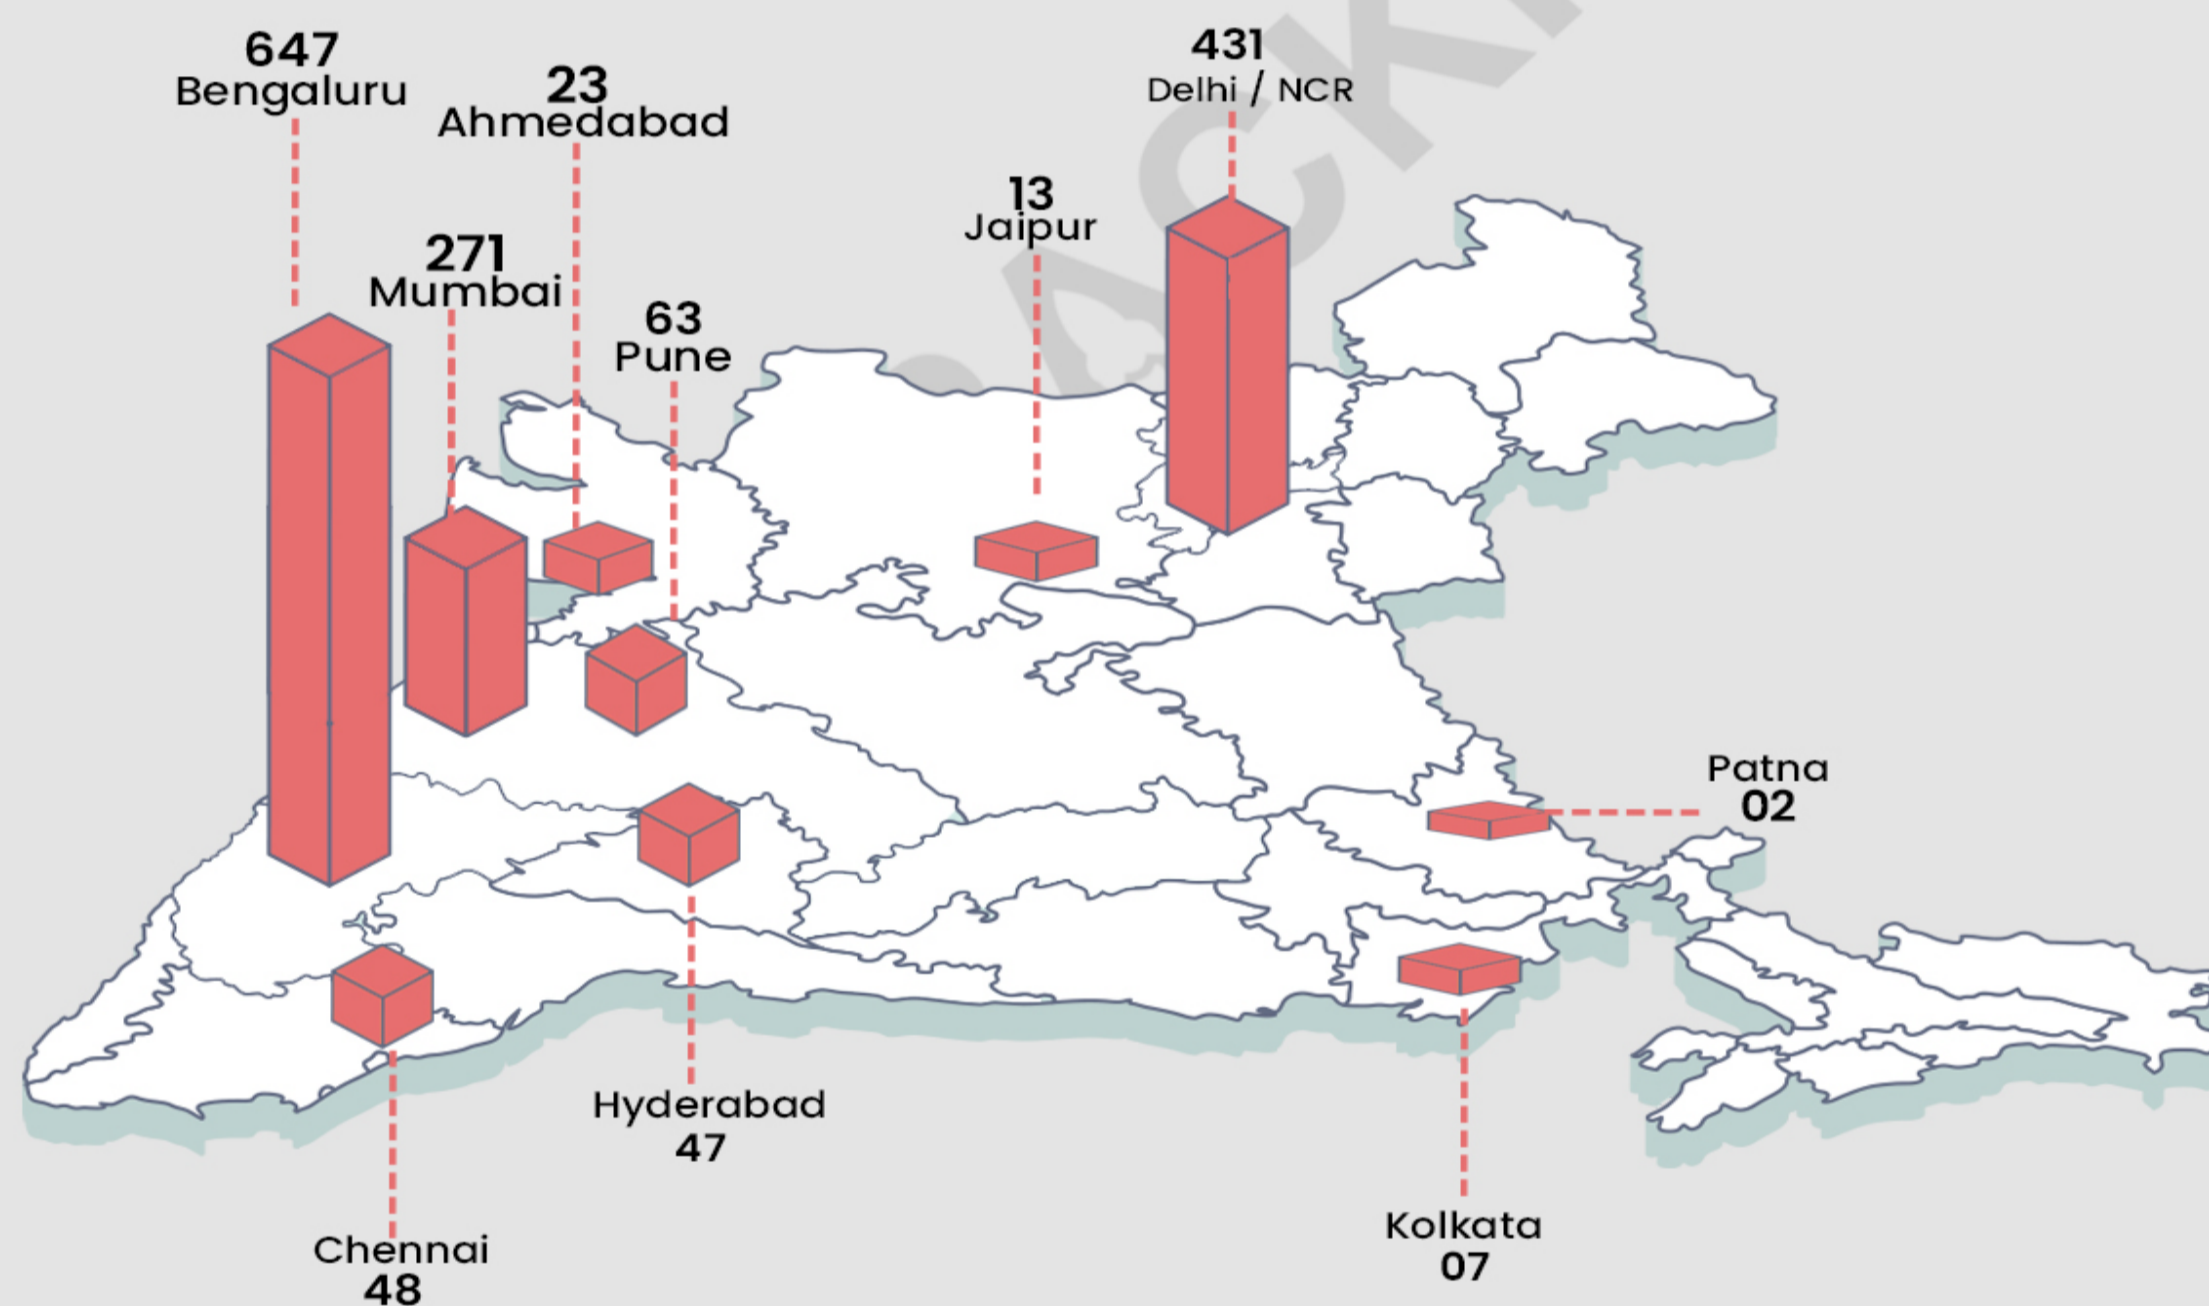 647
Bengaluru
23
Ahmedabad
431
Delhi / NCR
13
Jaipur
271
Mumbai
63
Pune
Patna
02
Hyderabad
47
Kolkata
07
Chennai
48
ACK